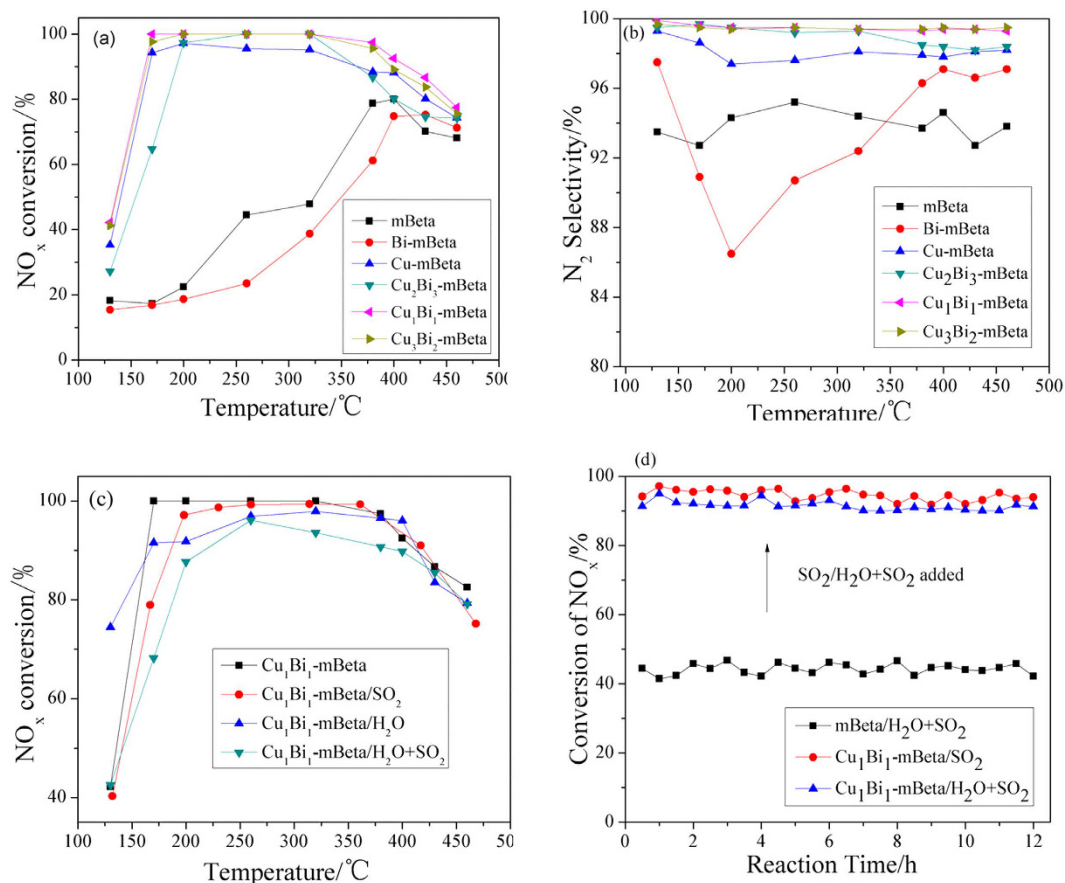 (a)
NOx conversion/%
120
100
80
60
40
20
0
mBeta
Bi-mBeta
Cu-mBeta
Cu2Bi3-mBeta
Cu1Bi1-mBeta
Cu3Bi2-mBeta
100 150 200 250 300 350 400 450 500
Temperature/℃
(b)
N2 Selectivity/%
100
96
92
88
84
80
mBeta
Bi-mBeta
Cu-mBeta
Cu2Bi3-mBeta
Cu1Bi1-mBeta
Cu3Bi2-mBeta
100 150 200 250 300 350 400 450 500
Temperature/℃
(c)
NOx conversion/%
100
80
60
40
Cu1Bi1-mBeta
Cu1Bi1-mBeta/SO2
Cu1Bi1-mBeta/H2O
Cu1Bi1-mBeta/H2O+SO2
100 150 200 250 300 350 400 450 50
Temperature/℃
(d)
Conversion of NOx/%
100
80
60
40
20
0
SO2/H2O+SO2 added
mBeta/H2O+SO2
Cu1Bi1-mBeta/SO2
Cu1Bi1-mBeta/H2O+SO2
0 2 4 6 8 10 12
Reaction Time/h